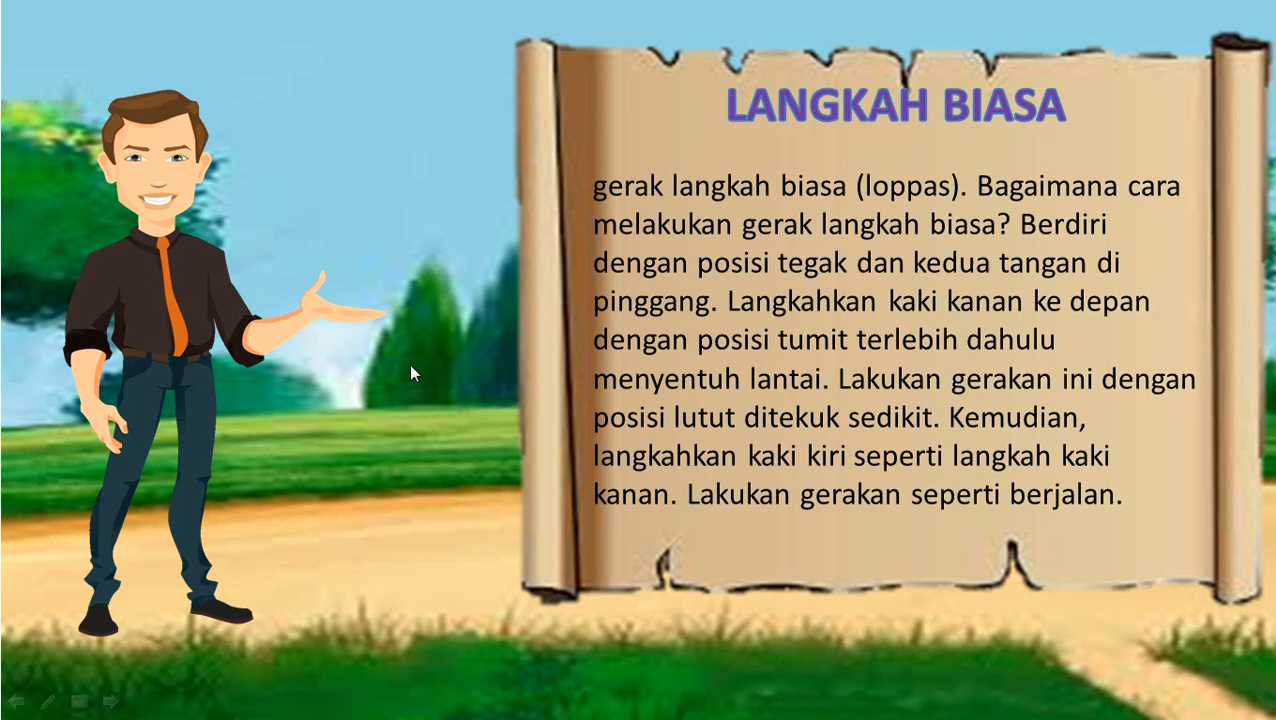 LANGKAH BIASA
gerak langkah biasa (loppas). Bagaimana cara
melakukan gerak langkah biasa? Berdiri
dengan posisi tegak dan kedua tangan di
pinggang. Langkahkan kaki kanan ke depan
dengan posisi tumit terlebih dahulu
menyentuh lantai. Lakukan gerakan ini dengan
posisi lutut ditekuk sedikit. Kemudian,
langkahkan kaki kiri seperti langkah kaki
kanan. Lakukan gerakan seperti berjalan.